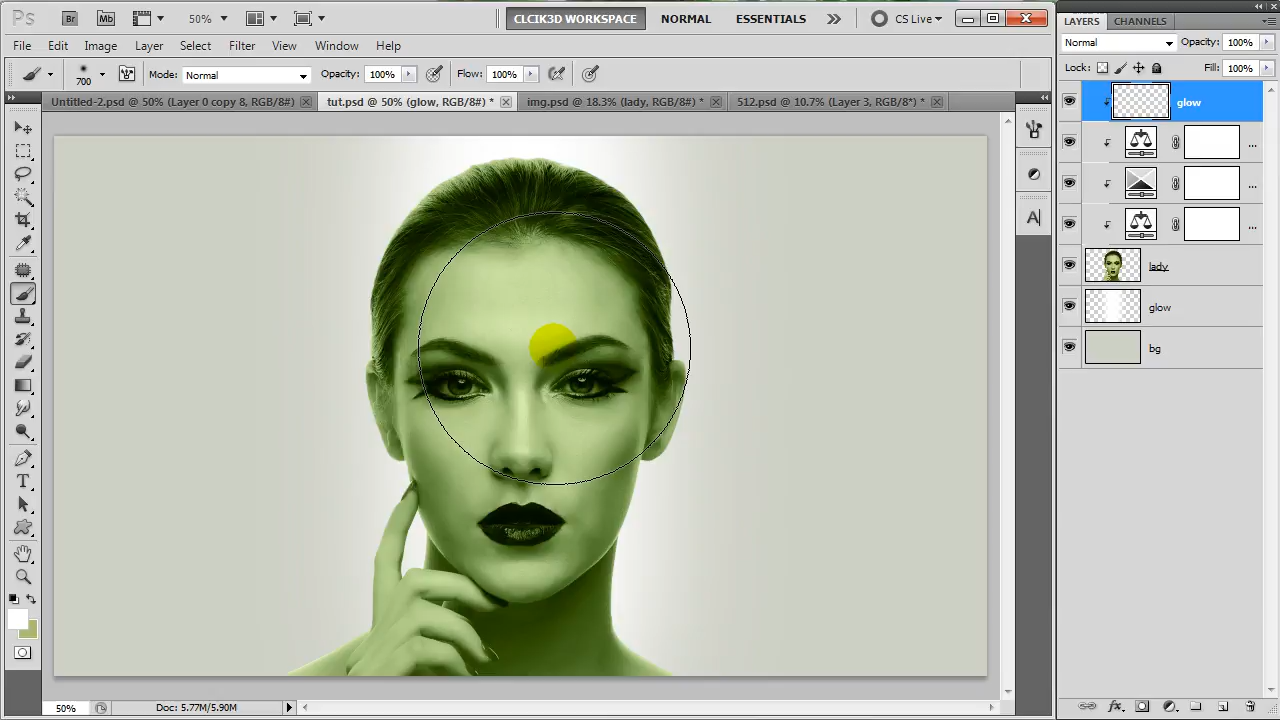 Ps Br Mb 50% CLCIK3D WORKSPACE NORMAL ESSENTIALS CS Live
File Edit Image Layer Select Filter View Window Help
700 Mode: Normal Opacity: 100% Flow: 100%
Untitled-2.psd @ 50% (Layer 0 copy 8, RGB/8#) tut.psd @ 50% (glow, RGB/8#) * img.psd @ 18.3% (lady, RGB/8#) * 512.psd @ 10.7% (Layer 3, RGB/8*) *
LAYERS CHANNELS
Normal Opacity: 100%
Lock: Fill: 100%
glow
...
...
...
lady
glow
bg
A
T
fx
50% Doc: 5.77M/5.90M